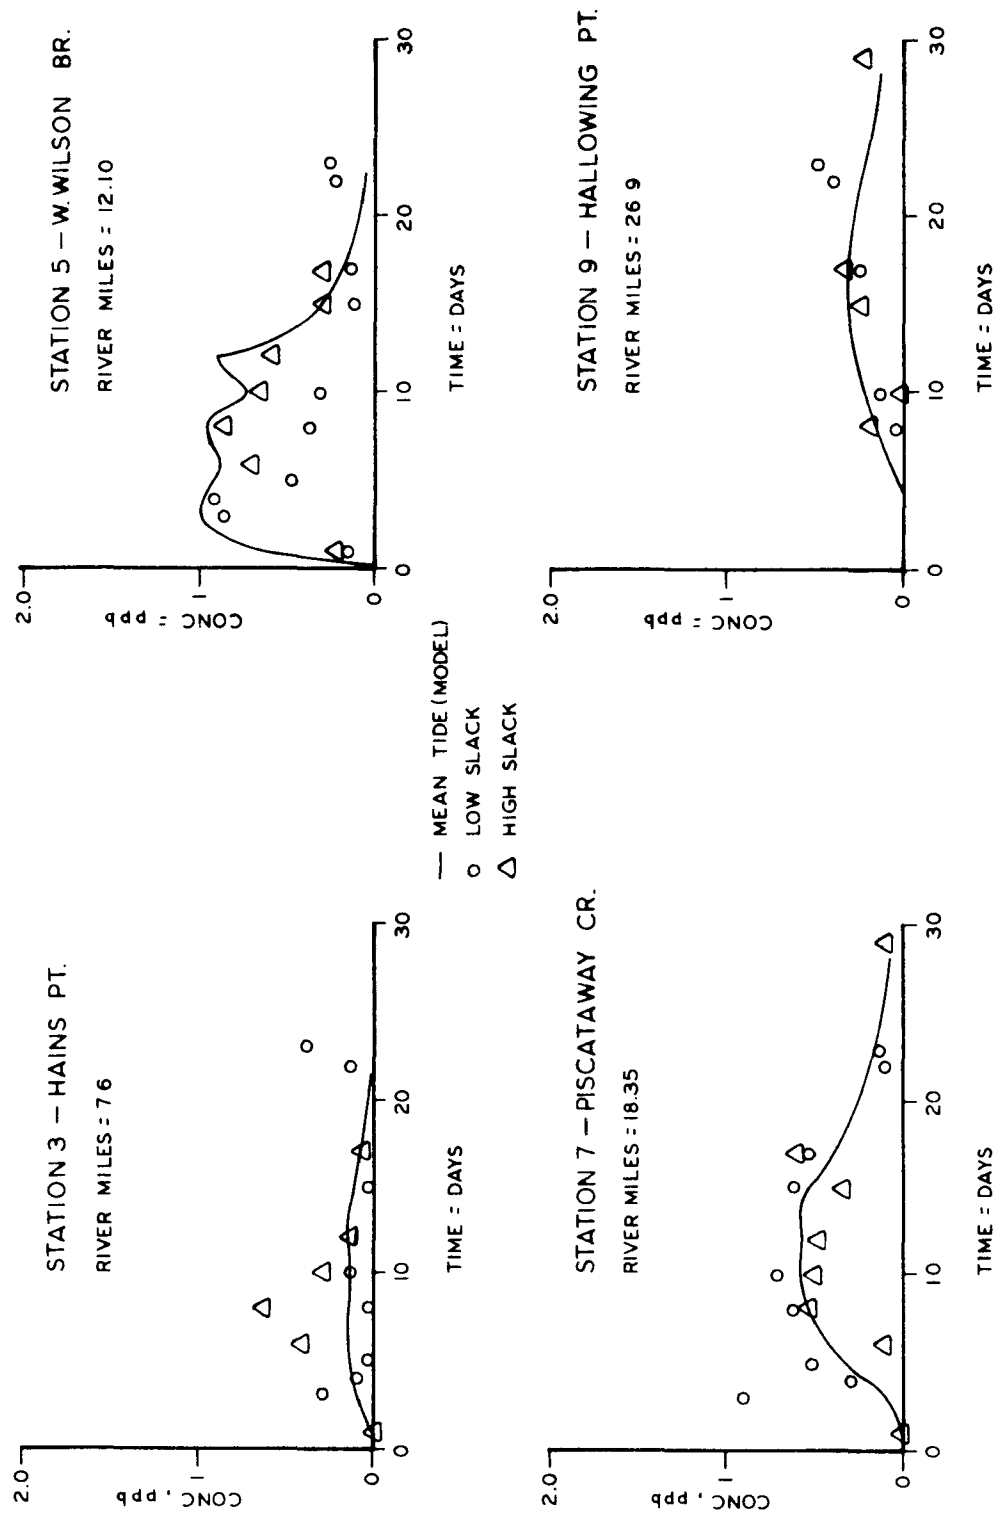 STATION 3 — HAINS PT.
RIVER MILES = 7.6
2.0
1
0
CONC, ppb
0
10
20
30
TIME = DAYS
STATION 5 — W. WILSON BR.
RIVER MILES = 12.10
2.0
1
0
CONC = ppb
0
10
20
30
TIME = DAYS
— MEAN TIDE (MODEL)
LOW SLACK
HIGH SLACK
STATION 7 — PISCATAWAY CR.
RIVER MILES = 18.35
2.0
1
0
CONC, ppb
0
10
20
30
TIME = DAYS
STATION 9 — HALLOWING PT.
RIVER MILES = 26 9
2.0
1
0
CONC = ppb
0
10
20
30
TIME = DAYS